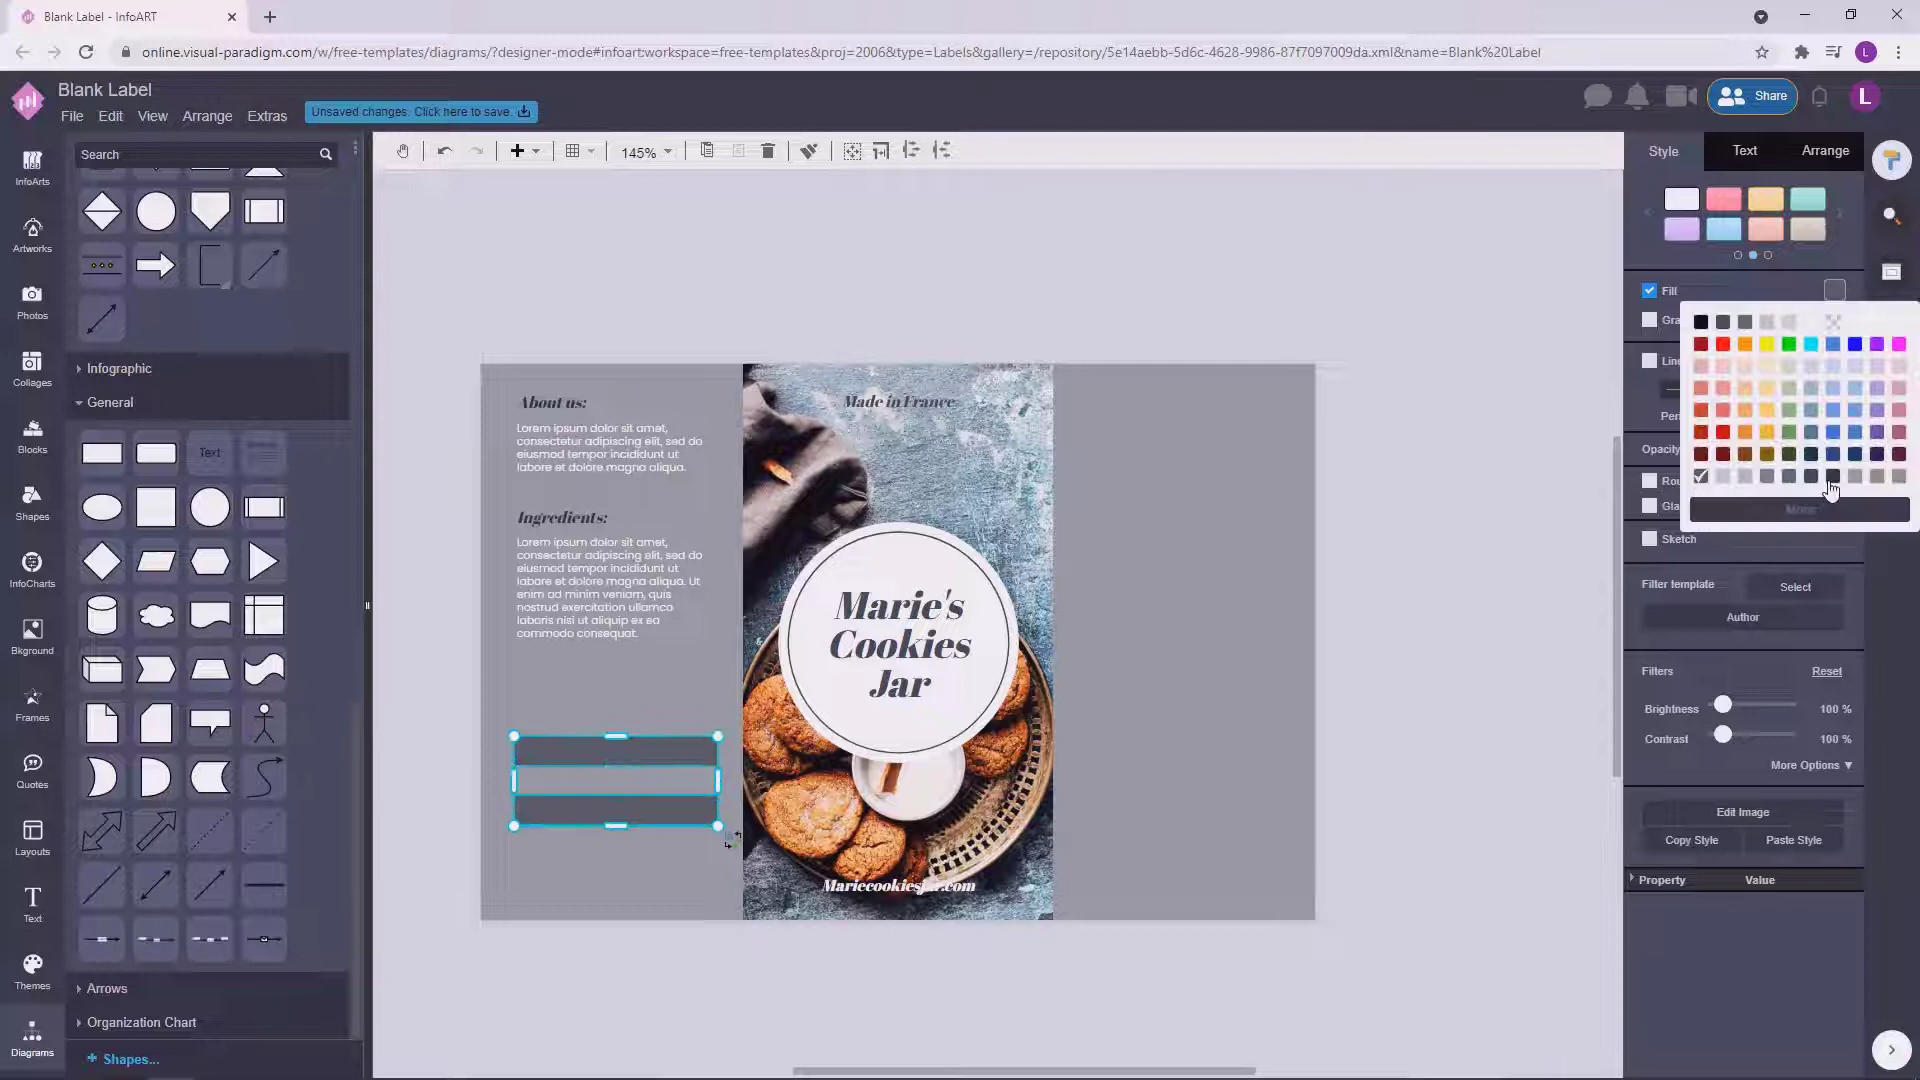 Blank Label - InfoART
online.visual-paradigm.com/w/free-templates/diagrams/?designer-mode#infoart:workspace=free-templates&proj=2006&type=Labels&gallery=/repository/5e14aebb-5d6c-4628-9986-87f7097009da.xml&name=Blank%20Label
L
Blank Label
File Edit View Arrange Extras
Unsaved changes. Click here to save.
Share
L
InfoArts
Artworks
Photos
Collages
Blocks
Shapes
InfoCharts
Bkground
Frames
Quotes
Layouts
Text
Themes
Diagrams
Search
Infographic
General
Text
Arrows
Organization Chart
+ Shapes...
145%
About us:
Lorem ipsum dolor sit amet,
consectetur adipiscing elit, sed do
eiusmod tempor incididunt ut
labore et dolore magna aliqua.
Ingredients:
Lorem ipsum dolor sit amet,
consectetur adipiscing elit, sed do
eiusmod tempor incididunt ut
labore et dolore magna aliqua. Ut
enim ad minim veniam, quis
nostrud exercitation ullamco
laboris nisi ut aliquip ex ea
commodo consequat.
Made in France
Marie's
Cookies
Jar
Mariecookiesjar.com
Style Text Arrange
Fill
Gra
Line
Per
Opacity
Rou
Gla
More
Sketch
Filter template Select
Author
Filters Reset
Brightness 100 %
Contrast 100 %
More Options ▼
Edit Image
Copy Style Paste Style
Property Value